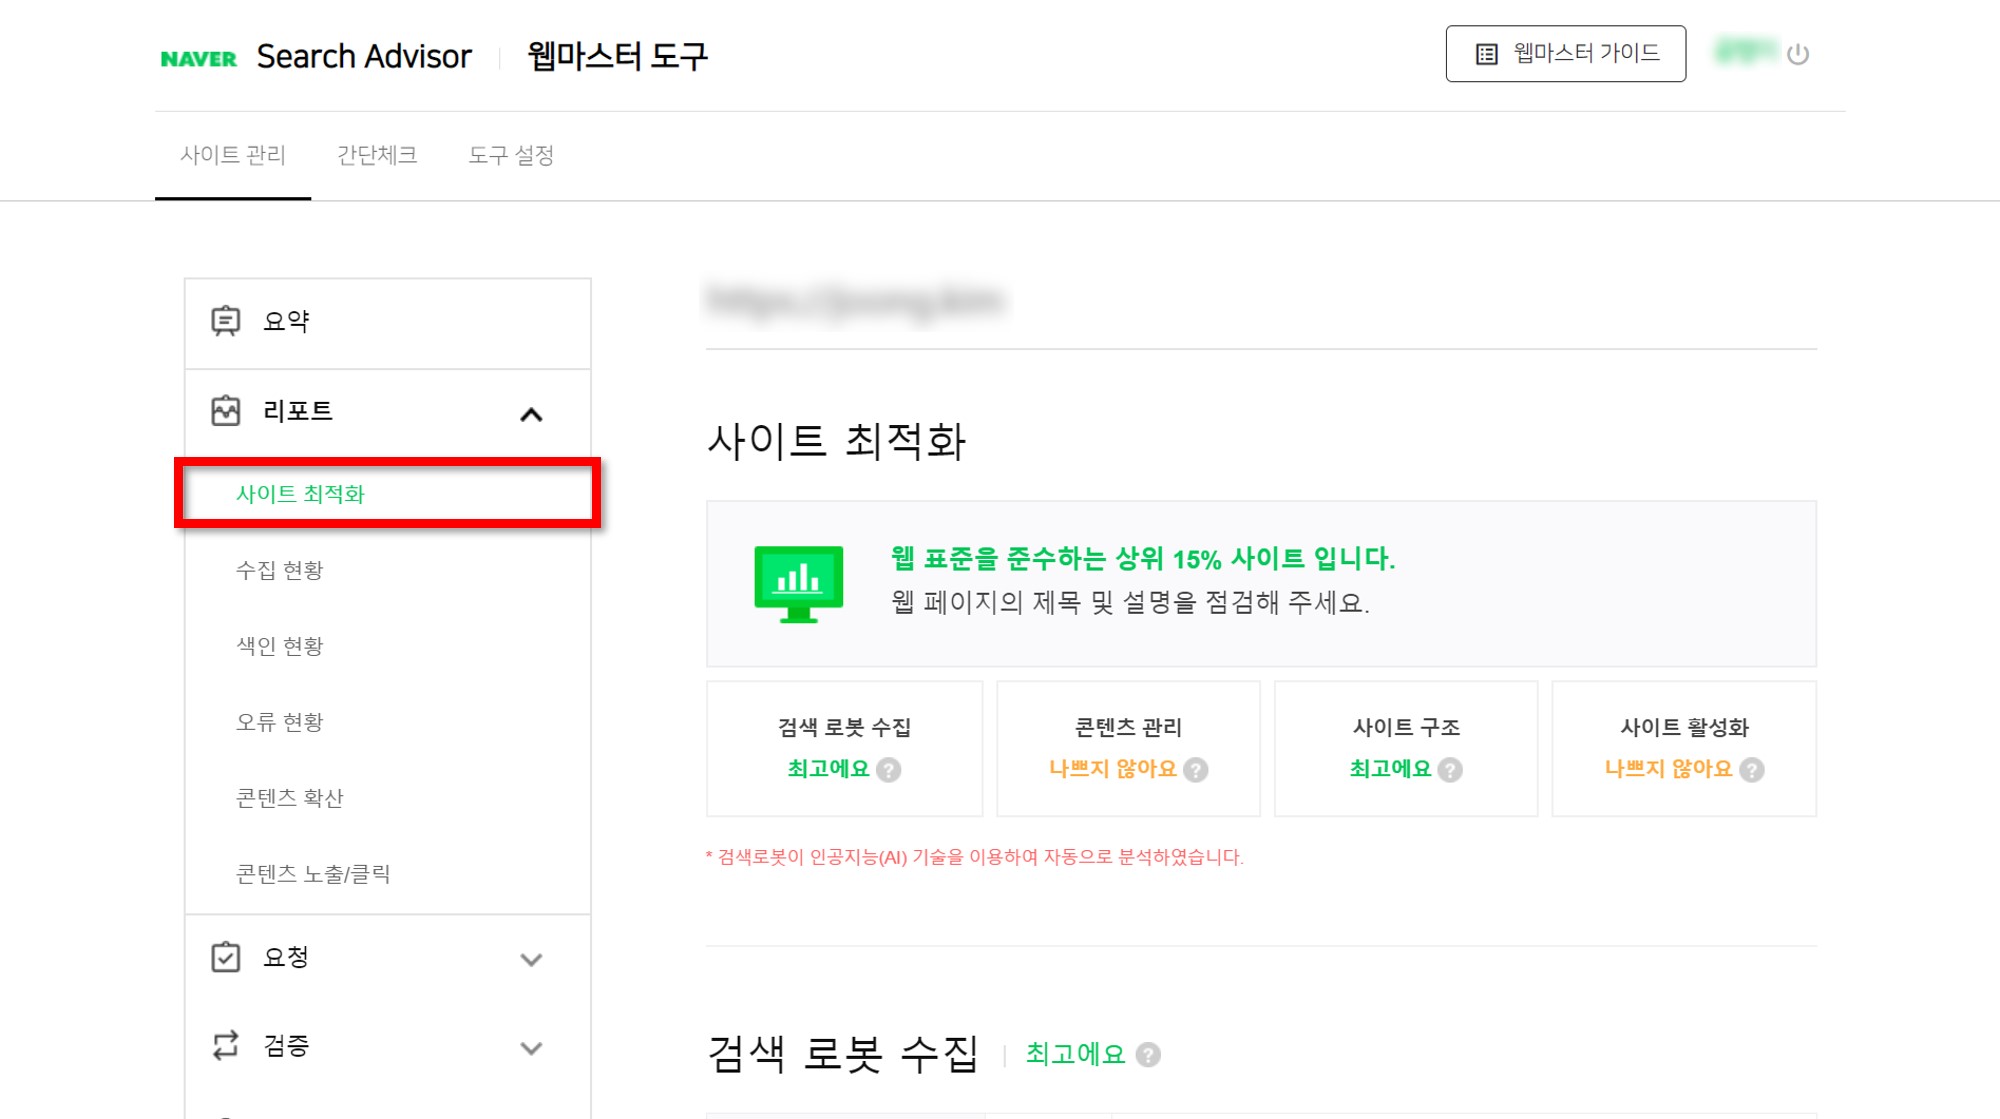 NAVER Search Advisor 웹마스터 도구
웹마스터 가이드
사이트 관리 간단체크 도구 설정
요약
리포트
사이트 최적화
수집 현황
색인 현황
오류 현황
콘텐츠 확산
콘텐츠 노출/클릭
요청
검증
사이트 최적화
웹 표준을 준수하는 상위 15% 사이트 입니다.
웹 페이지의 제목 및 설명을 점검해 주세요.
검색 로봇 수집
최고에요 ?
콘텐츠 관리
나쁘지 않아요 ?
사이트 구조
최고에요 ?
사이트 활성화
나쁘지 않아요 ?
* 검색로봇이 인공지능(AI) 기술을 이용하여 자동으로 분석하였습니다.
검색 로봇 수집 최고에요 ?